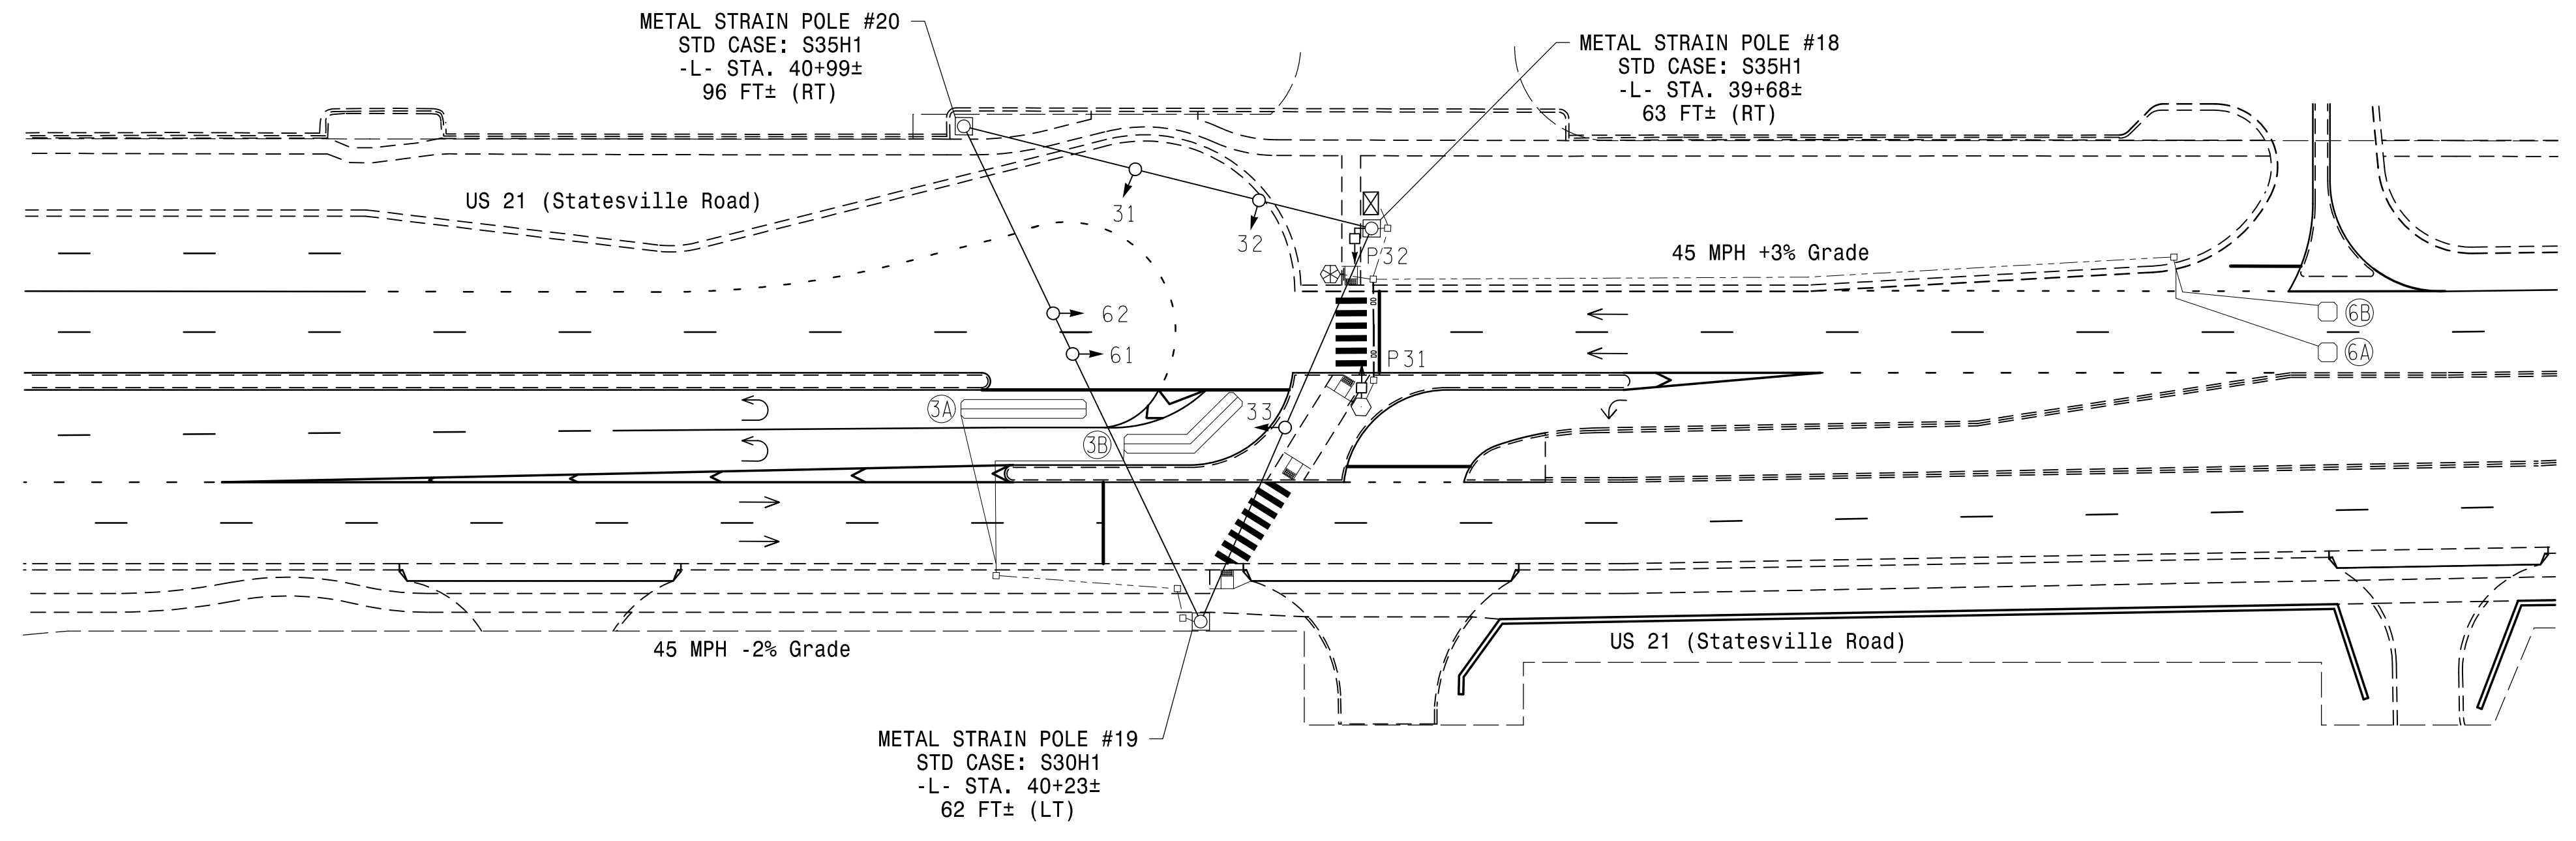 METAL STRAIN POLE #20
STD CASE: S35H1
-L- STA. 40+99±
96 FT± (RT)
METAL STRAIN POLE #18
STD CASE: S35H1
-L- STA. 39+68±
63 FT± (RT)
US 21 (Statesville Road)
31
32
P32
45 MPH +3% Grade
62
61
6B
6A
P31
3A
33
3B
45 MPH -2% Grade
US 21 (Statesville Road)
METAL STRAIN POLE #19
STD CASE: S30H1
-L- STA. 40+23±
62 FT± (LT)